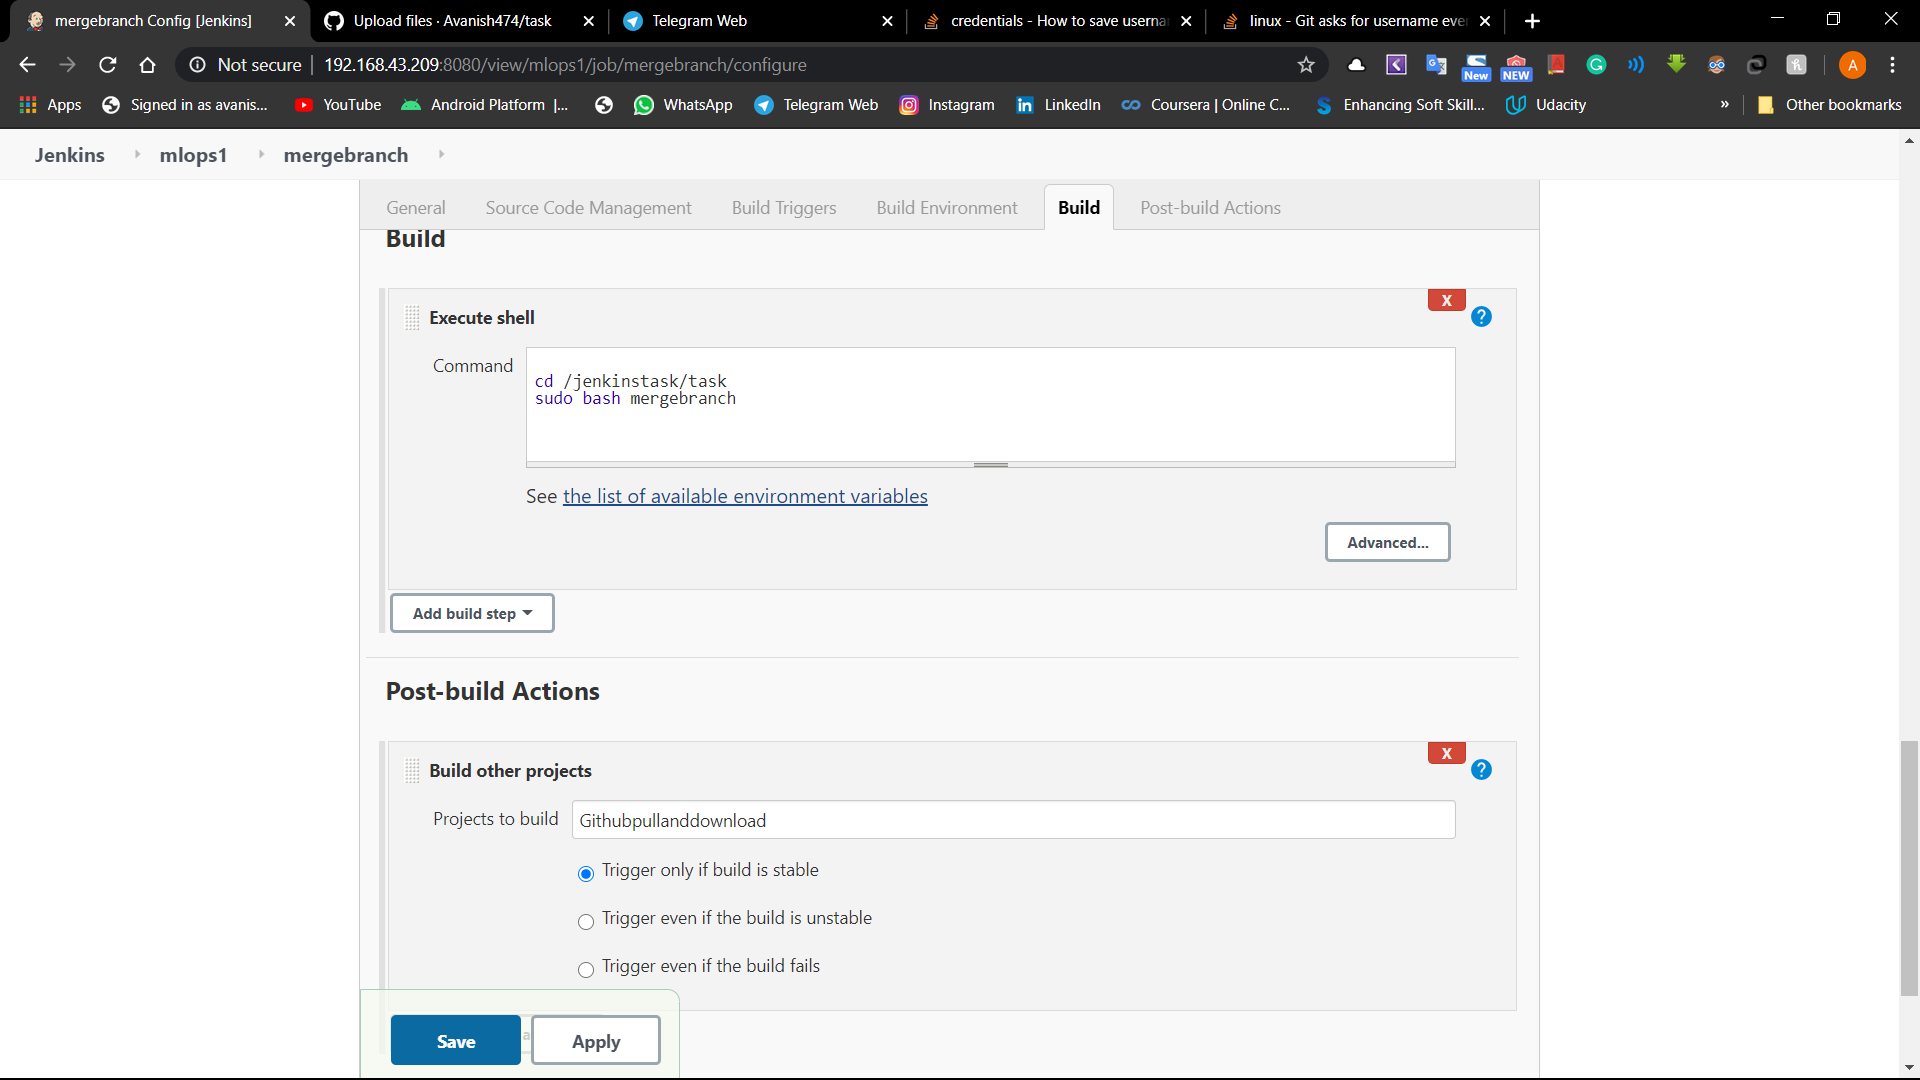 mergebranch Config [Jenkins]
Upload files · Avanish474/task
Telegram Web
credentials - How to save userna
linux - Git asks for username eve
Not secure
192.168.43.209:8080/view/mlops1/job/mergebranch/configure
New
NEW
A
Apps
Signed in as avanis...
YouTube
Android Platform |...
WhatsApp
Telegram Web
Instagram
LinkedIn
Coursera | Online C...
Enhancing Soft Skill...
Udacity
»
Other bookmarks
Jenkins
mlops1
mergebranch
General
Source Code Management
Build Triggers
Build Environment
Build
Post-build Actions
Build
X
Execute shell
?
Command
cd /jenkinstask/task
sudo bash mergebranch
See the list of available environment variables
Advanced...
Add build step
Post-build Actions
X
Build other projects
?
Projects to build
Githubpullanddownload
Trigger only if build is stable
Trigger even if the build is unstable
Trigger even if the build fails
Save
Apply